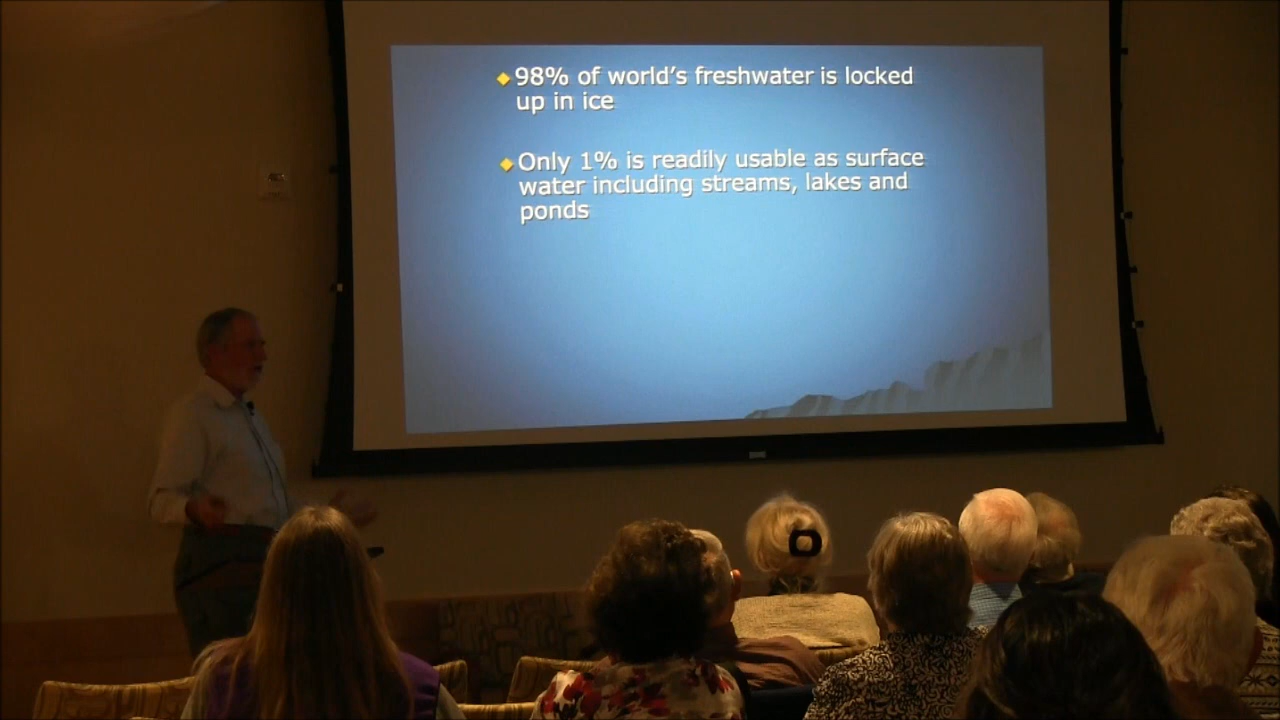 98% of world's freshwater is locked
up in ice
Only 1% is readily usable as surface
water including streams, lakes and
ponds